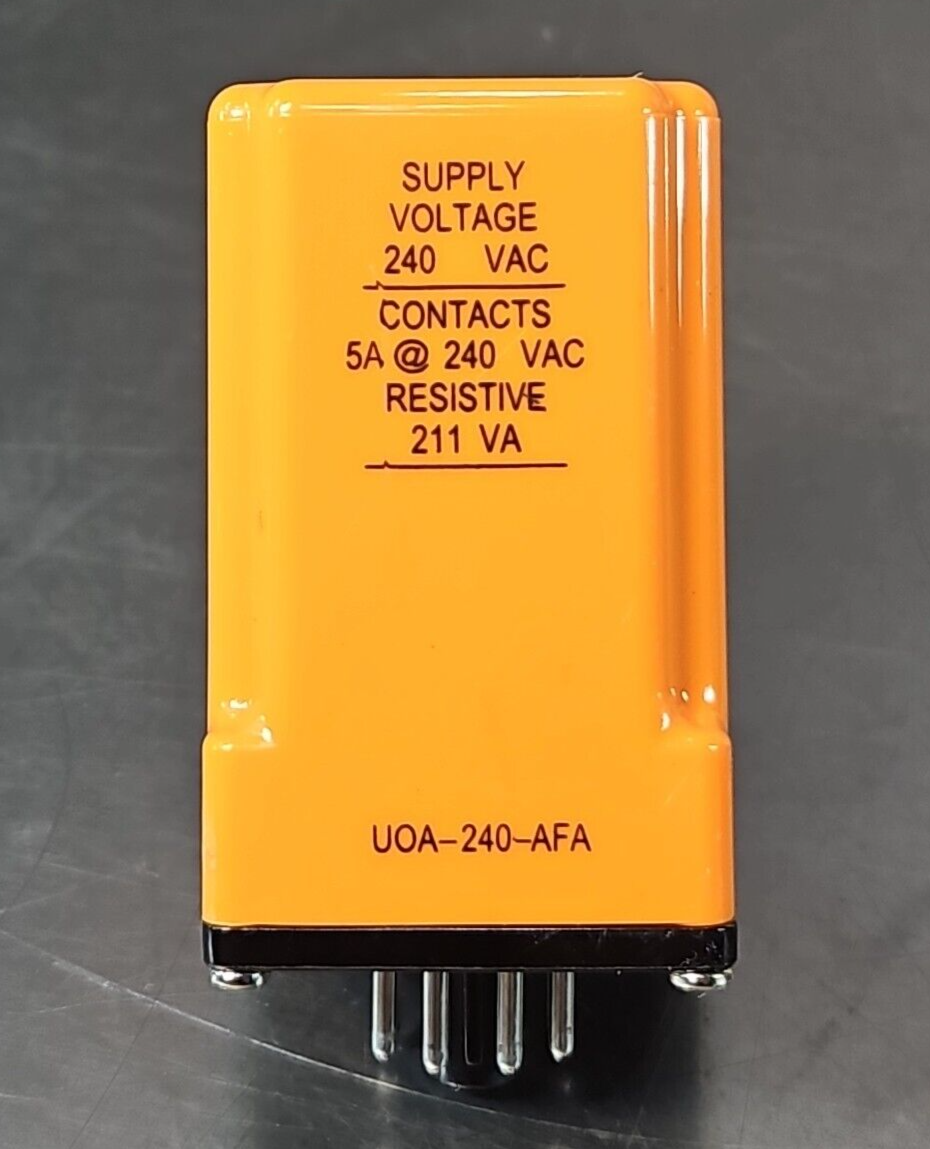 SUPPLY
VOLTAGE
240 VAC
CONTACTS
5A @ 240 VAC
RESISTIVE
211 VA
UOA-240-AFA